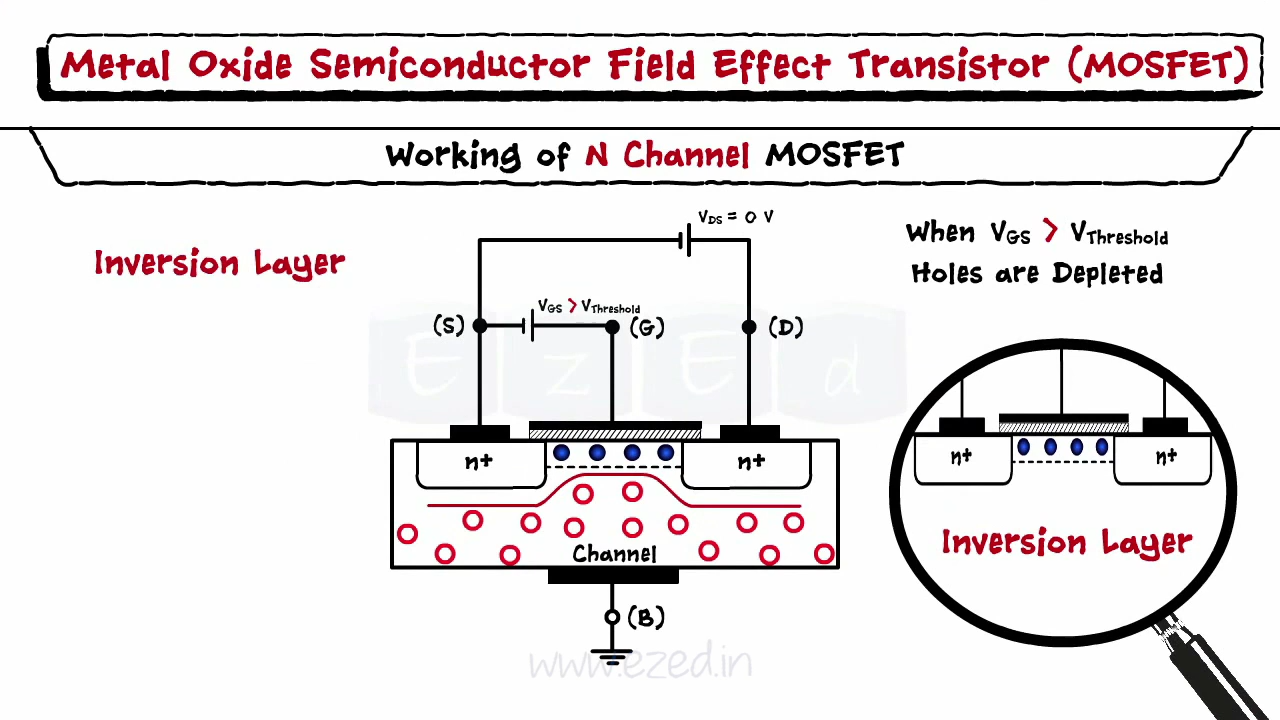 Metal Oxide Semiconductor Field Effect Transistor (MOSFET)
Working of N Channel MOSFET
VDS = 0 V
When VGS > VThreshold
Holes are Depleted
Inversion Layer
VGS > VThreshold
(S)
(G)
(D)
E z E d
n+
n+
n+
n+
Inversion Layer
Channel
(B)
www.ezed.in